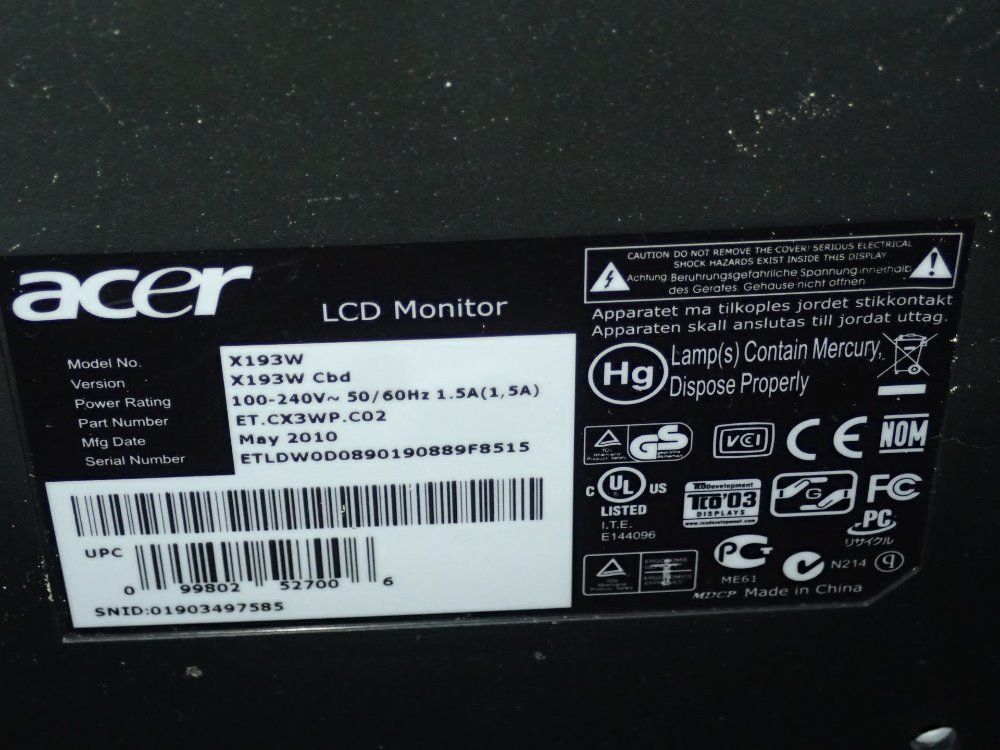 acer
LCD Monitor
Model No. X193W
Version X193W Cbd
Power Rating 100-240V~ 50/60Hz 1.5A(1,5A)
Part Number ET.CX3WP.C02
Mfg Date May 2010
Serial Number ETLDW0D0890190889F8515
UPC
0 99802 52700 6
SNID:01903497585
CAUTION DO NOT REMOVE THE COVER! SERIOUS ELECTRICAL
SHOCK HAZARDS EXIST INSIDE THIS DISPLAY
Achtung Beruhrungsgefahrliche Spannung innerhalb
des Gerates. Gehause nicht offnen
Apparatet ma tilkoples jordet stikkontakt
Apparaten skall anslutas till jordat uttag.
Hg
Lamp(s) Contain Mercury,
Dispose Properly
GS VCI CE NOM
C UL US
LISTED
I.T.E.
E144096
TCODevelopment
TCO'03
DISPLAYS
www.tcodevelopment.com
G
FC
PC
リサイクル
ME61
N214
9
MDCP Made in China